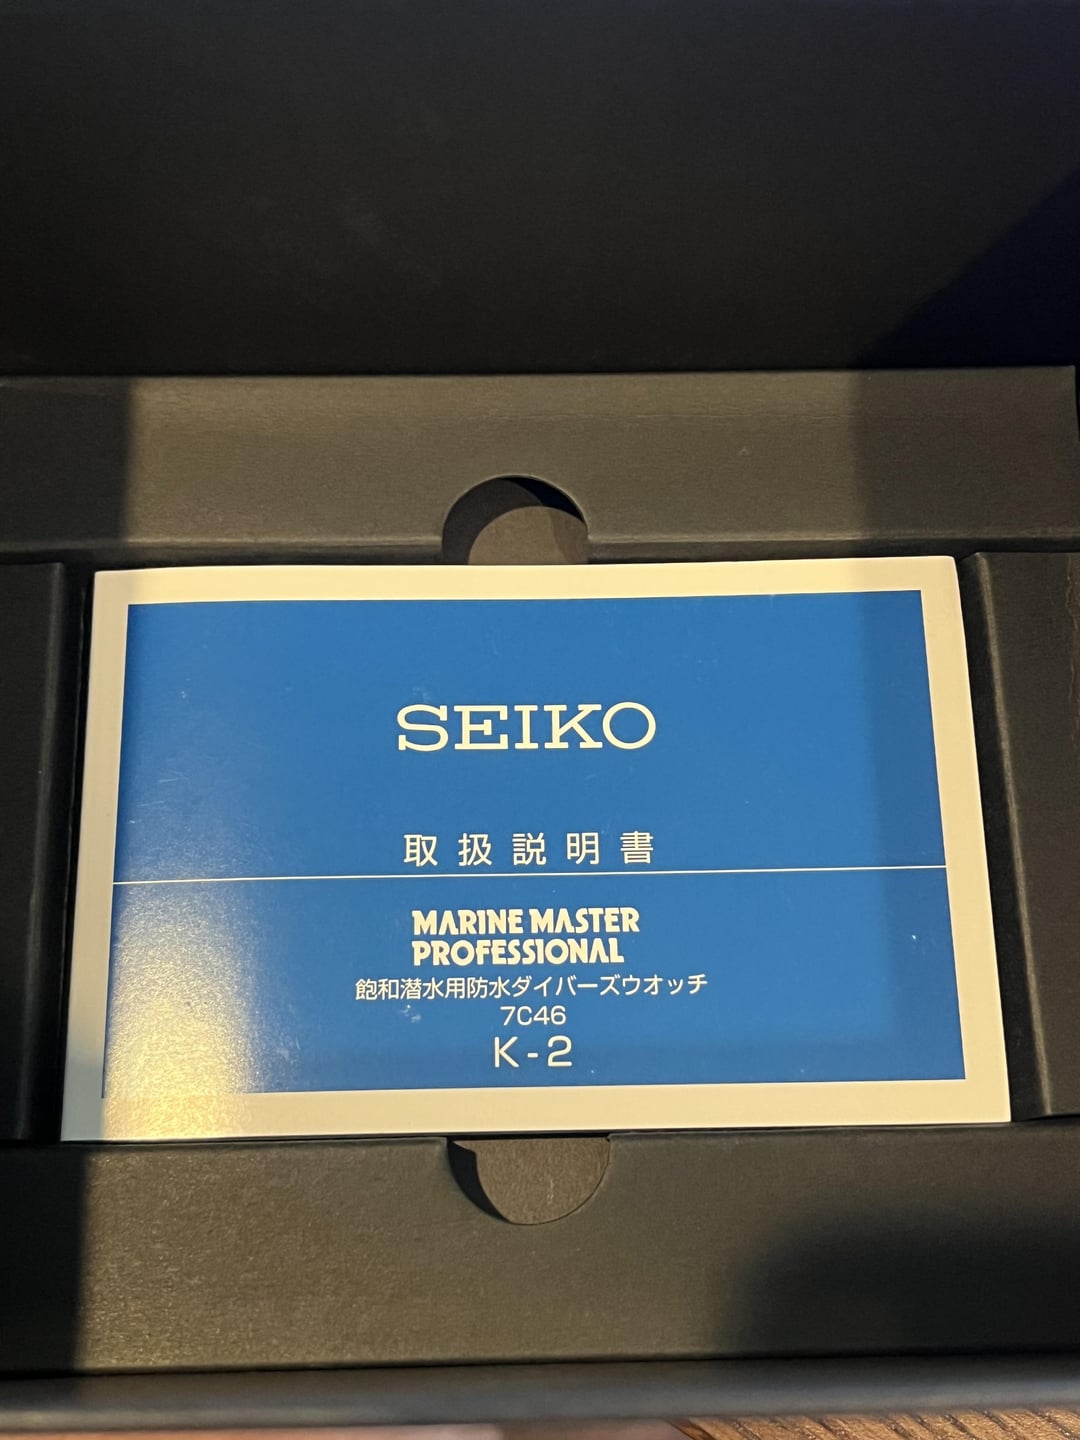 SEIKO
取扱説明書
MARINE MASTER
PROFESSIONAL
飽和潜水用防水ダイバーズウオッチ
7C46
K-2